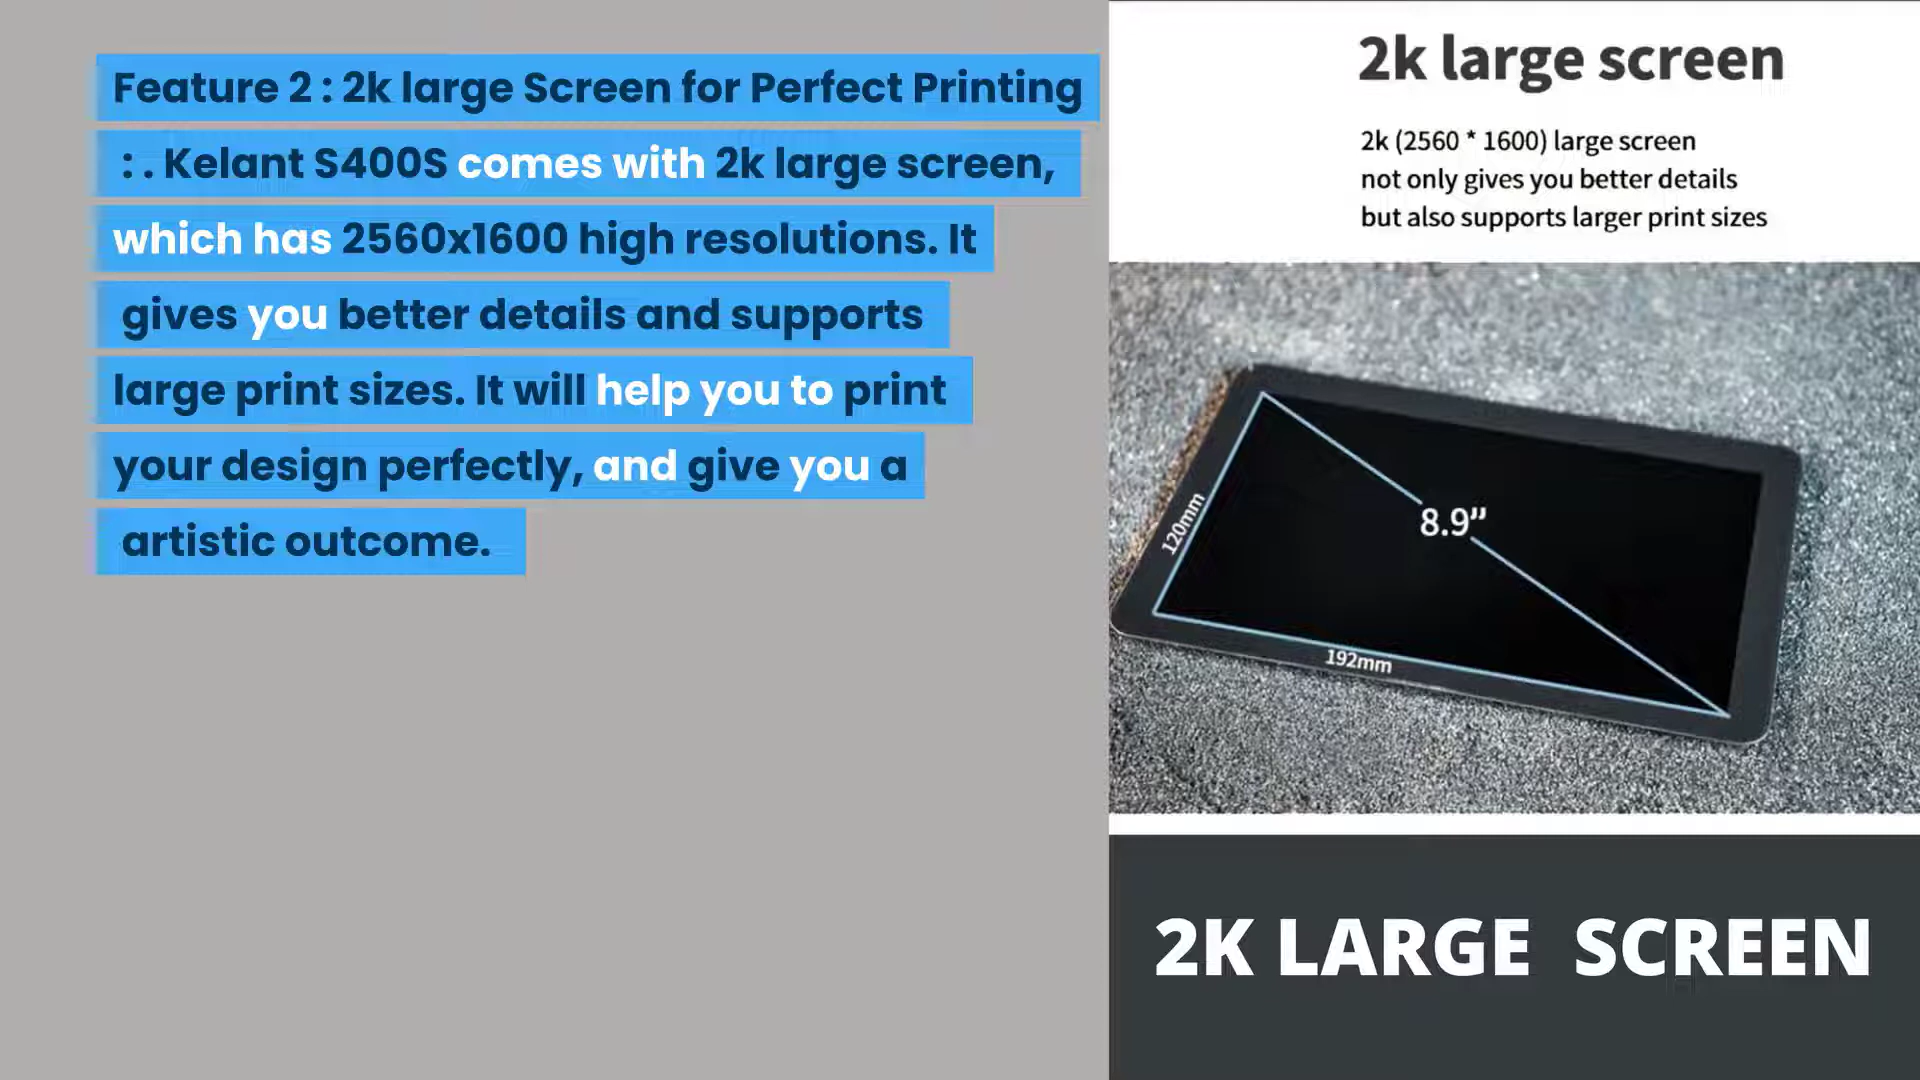 Feature 2 : 2k large Screen for Perfect Printing
: . Kelant S400S comes with 2k large screen,
which has 2560x1600 high resolutions. It
gives you better details and supports
large print sizes. It will help you to print
your design perfectly, and give you a
artistic outcome.
2k large screen
2k (2560 * 1600) large screen
not only gives you better details
but also supports larger print sizes
8.9"
120mm
192mm
2K LARGE SCREEN